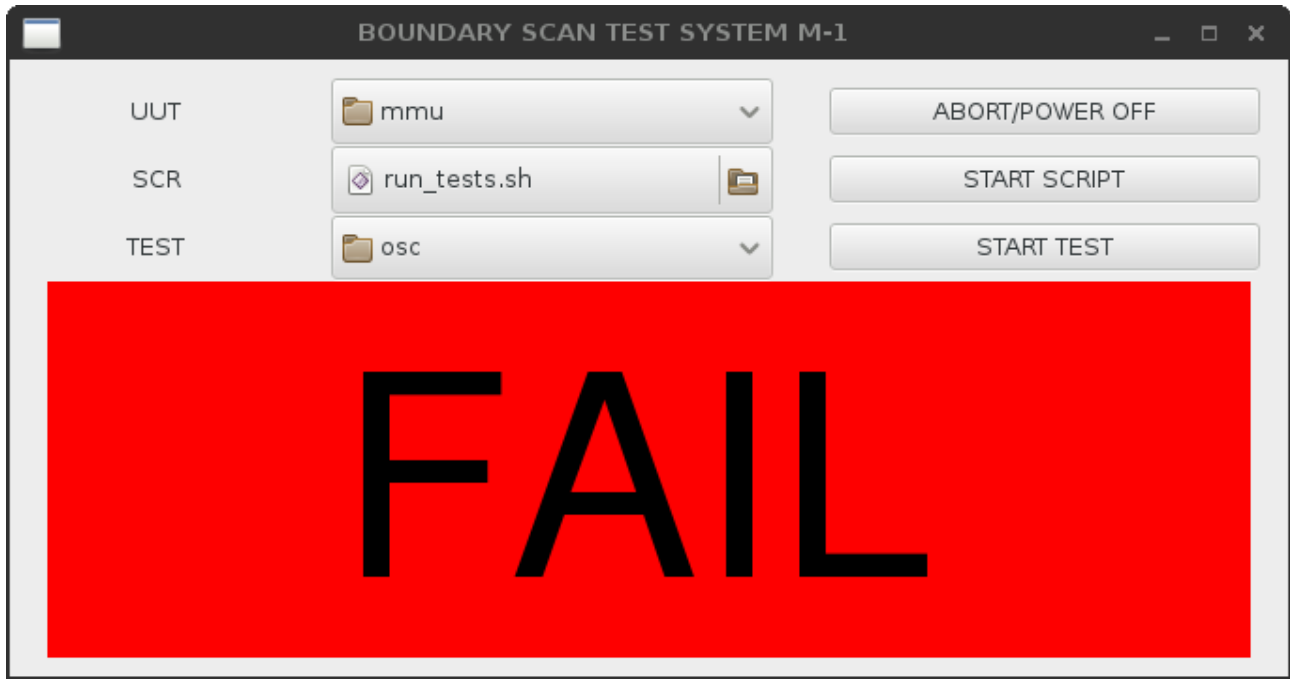 BOUNDARY SCAN TEST SYSTEM M-1
UUT mmu ABORT/POWER OFF
SCR run_tests.sh START SCRIPT
TEST osc START TEST
FAIL